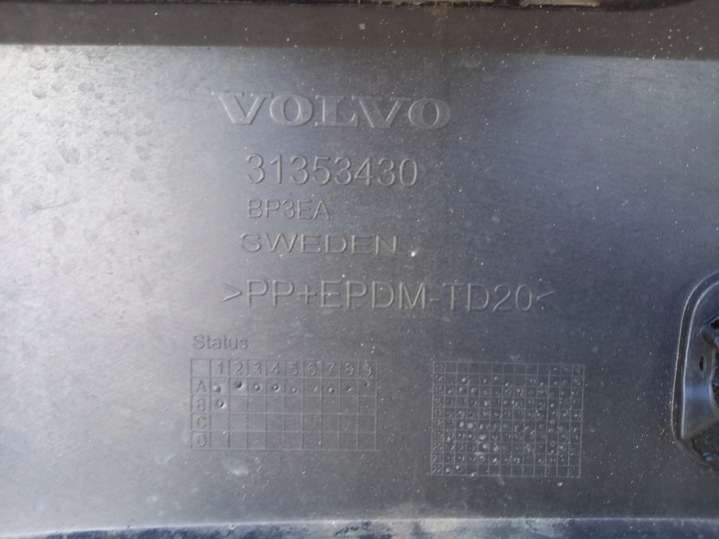 VOLVO
31353430
BP3EA
SWEDEN
>PP+EPDM-TD20<
Status
1 2 3 4 5 6 7 8 9
A
B
C
D